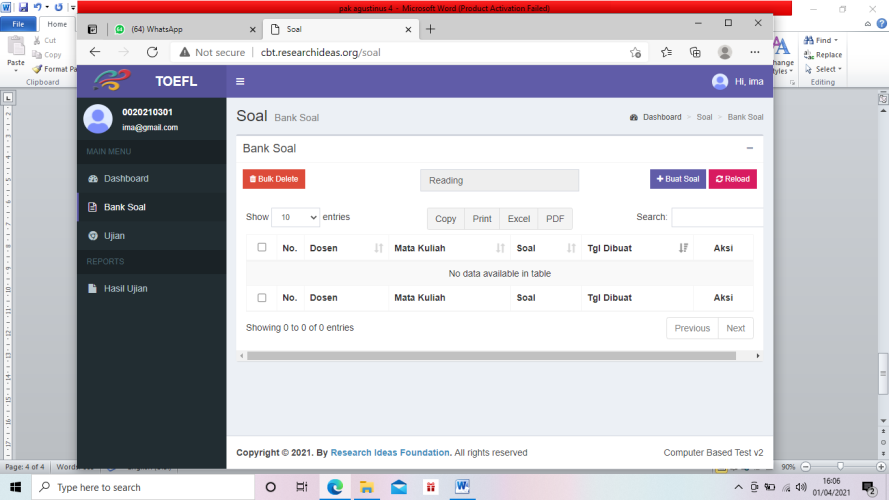 pak agustinus 4 - Microsoft Word (Product Activation Failed)
File
Home
Cut
Copy
Format Pa
Paste
Clipboard
Find
Replace
Select
Editing
(64) WhatsApp
Soal
Not secure
cbt.researchideas.org/soal
TOEFL
Hi, ima
0020210301
ima@gmail.com
MAIN MENU
Dashboard
Bank Soal
Ujian
REPORTS
Hasil Ujian
Soal Bank Soal
Dashboard > Soal > Bank Soal
Bank Soal
Bulk Delete
Reading
+ Buat Soal
Reload
Show 10 entries
Copy Print Excel PDF
Search:
No. Dosen Mata Kuliah Soal Tgl Dibuat Aksi
No data available in table
No. Dosen Mata Kuliah Soal Tgl Dibuat Aksi
Showing 0 to 0 of 0 entries
Previous Next
Copyright © 2021. By Research Ideas Foundation. All rights reserved
Computer Based Test v2
Page: 4 of 4
90%
Type here to search
16:06
01/04/2021
2